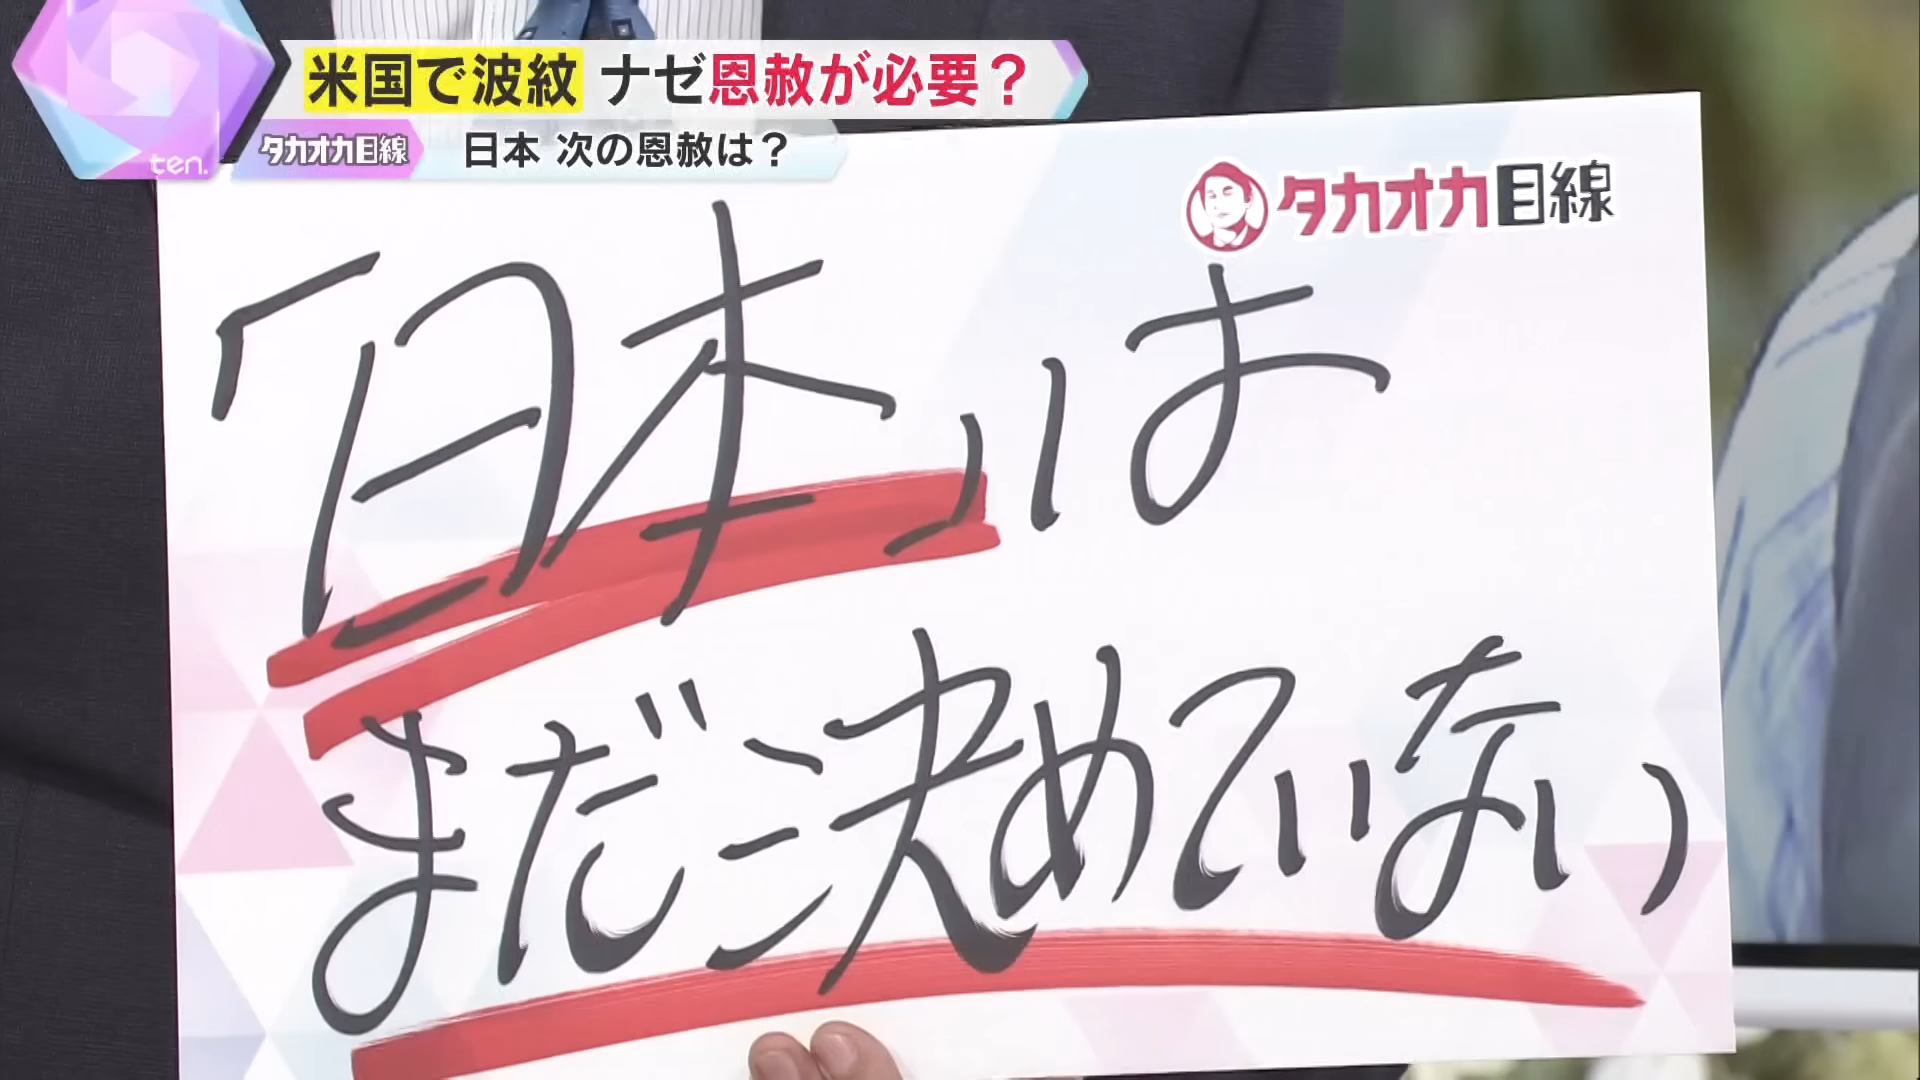 米国で波紋 ナゼ恩赦が必要？
タカオカ目線 日本 次の恩赦は？
ten.
タカオカ目線
「日本」は
まだ決めていない